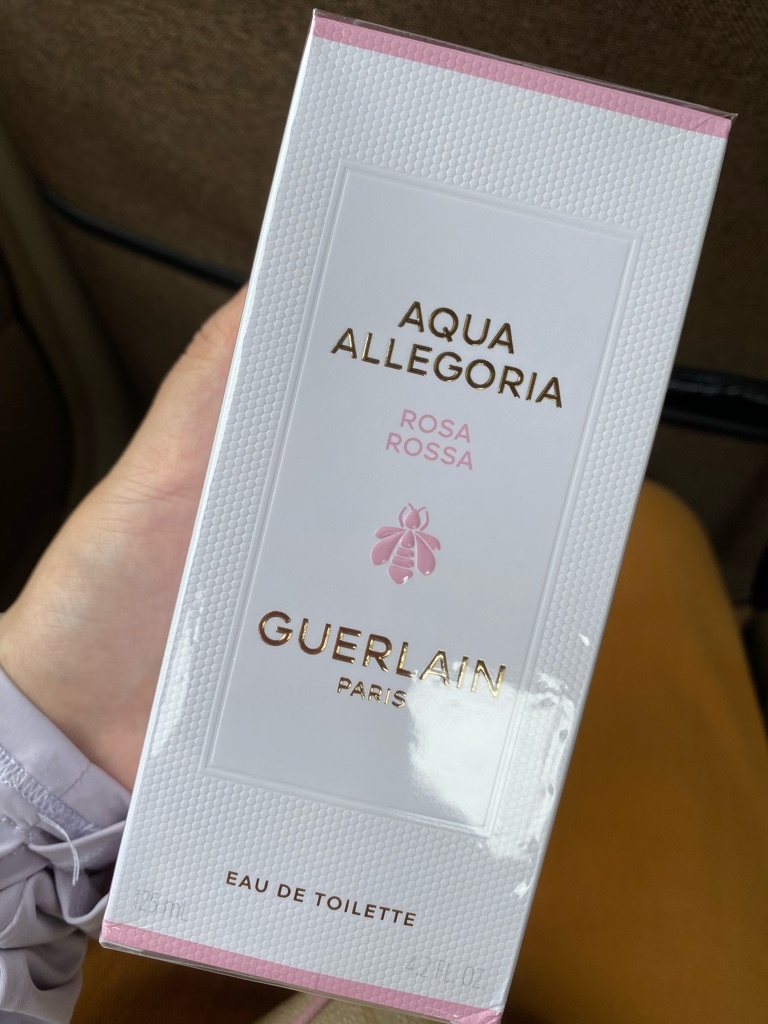 AQUA
ALLEGORIA
ROSA
ROSSA
GUERLAIN
PARIS
EAU DE TOILETTE
125 mL
4.2 fl. OZ